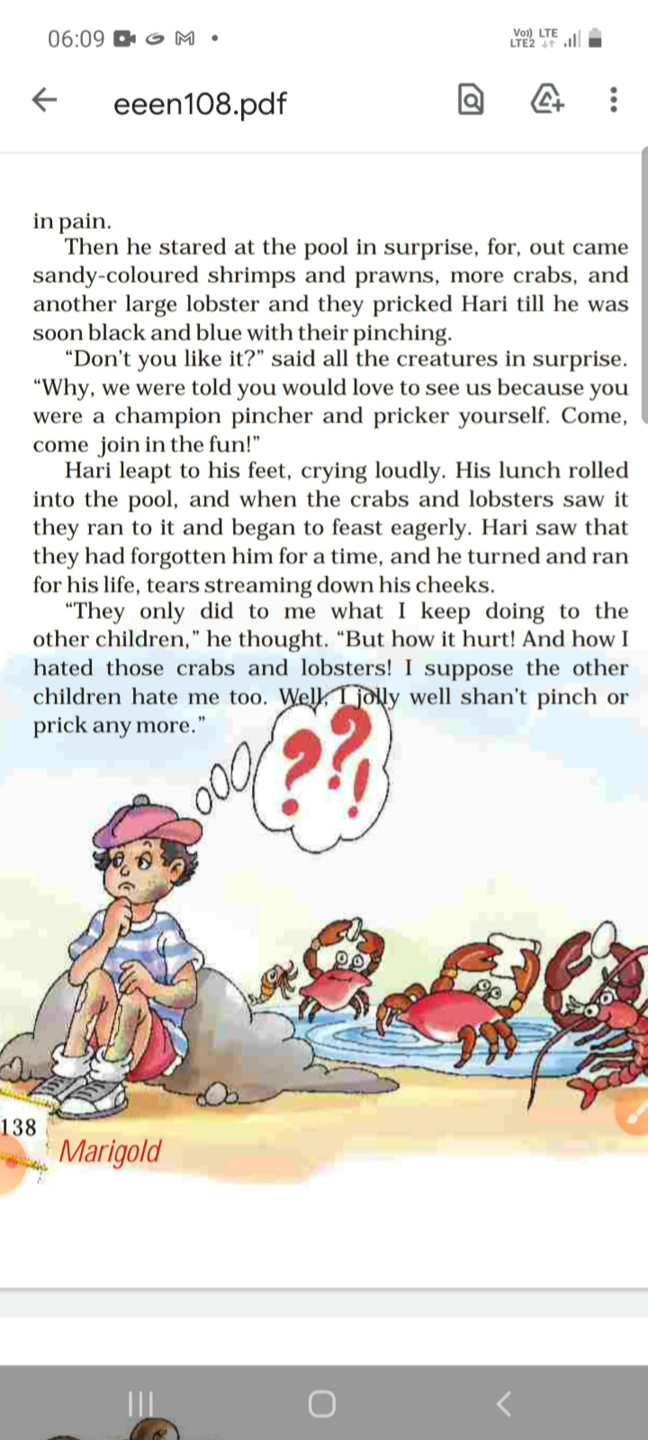 06:09
Vo)) LTE
LTE2
eeen108.pdf
in pain.
Then he stared at the pool in surprise, for, out came
sandy-coloured shrimps and prawns, more crabs, and
another large lobster and they pricked Hari till he was
soon black and blue with their pinching.
“Don't you like it?” said all the creatures in surprise.
“Why, we were told you would love to see us because you
were a champion pincher and pricker yourself. Come,
come join in the fun!”
Hari leapt to his feet, crying loudly. His lunch rolled
into the pool, and when the crabs and lobsters saw it
they ran to it and began to feast eagerly. Hari saw that
they had forgotten him for a time, and he turned and ran
for his life, tears streaming down his cheeks.
“They only did to me what I keep doing to the
other children,” he thought. “But how it hurt! And how I
hated those crabs and lobsters! I suppose the other
children hate me too. Well, I jolly well shan't pinch or
prick any more.”
??!
138
Marigold